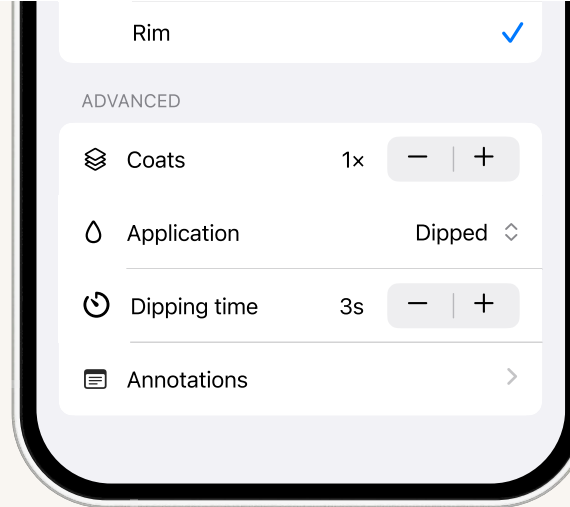 Rim
ADVANCED
Coats 1×
Application Dipped
Dipping time 3s
Annotations